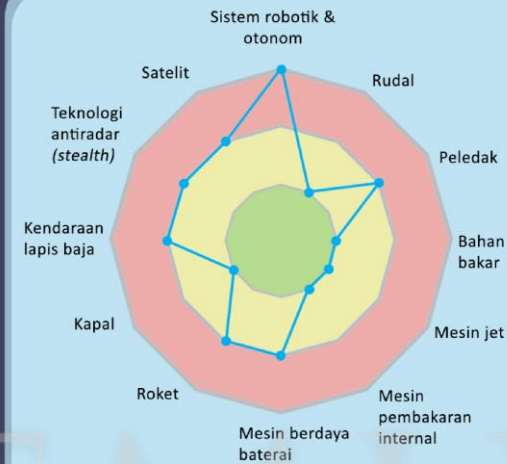 Sistem robotik &
otonom
Rudal
Peledak
Bahan
bakar
Mesin jet
Mesin
pembakaran
internal
Mesin berdaya
baterai
Roket
Kapal
Kendaraan
lapis baja
Teknologi
antiradar
(stealth)
Satelit